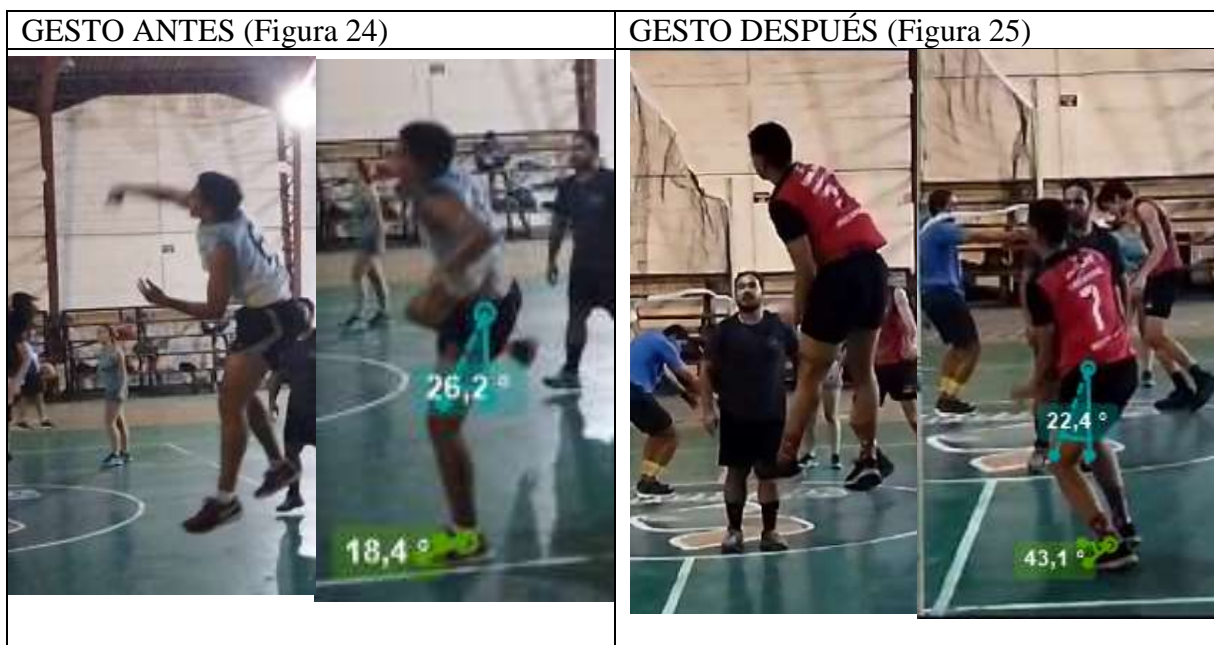 GESTO ANTES (Figura 24)
GESTO DESPUÉS (Figura 25)
26,2 °
18,4 °
7
22,4 °
43,1 °